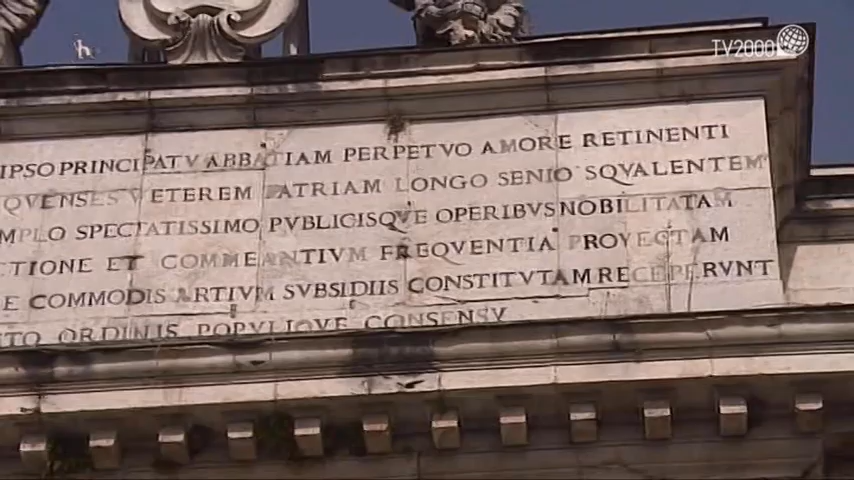 TV2000
IPSO PRINCIPATV ABBATIAM PERPETVO AMORE RETINENTI
QVENSES VETEREM PATRIAM LONGO SENIO SQVALENTEM
MPLO SPECTATISSIMO PVBLICISQVE OPERIBVS NOBILITATAM
CTIONE ET COMMEANTIVM FREQVENTIA PROVECTAM
E COMMODIS ARTIVM SVBSIDIIS CONSTITVTAM RECEPERVNT
TO ORDINIS POPVLIQVE CONSENSV